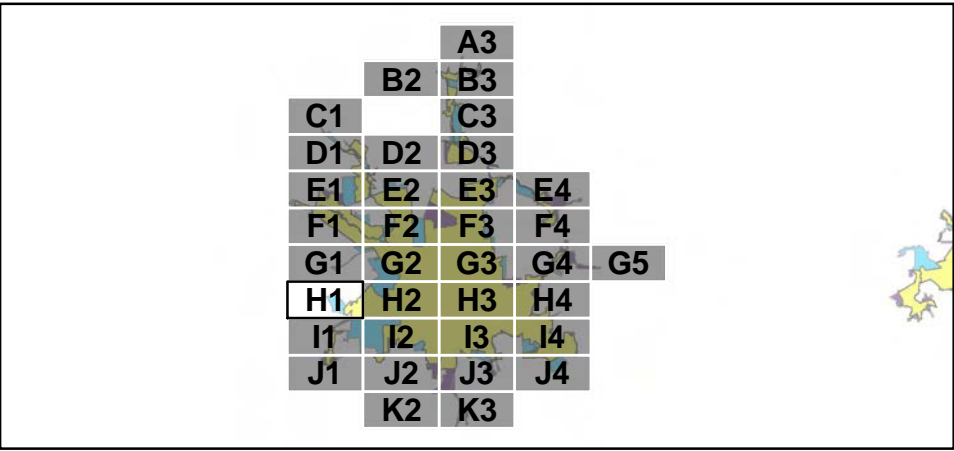 A3
B2 B3
C1 C3
D1 D2 D3
E1 E2 E3 E4
F1 F2 F3 F4
G1 G2 G3 G4 G5
H1 H2 H3 H4
I1 I2 I3 I4
J1 J2 J3 J4
K2 K3